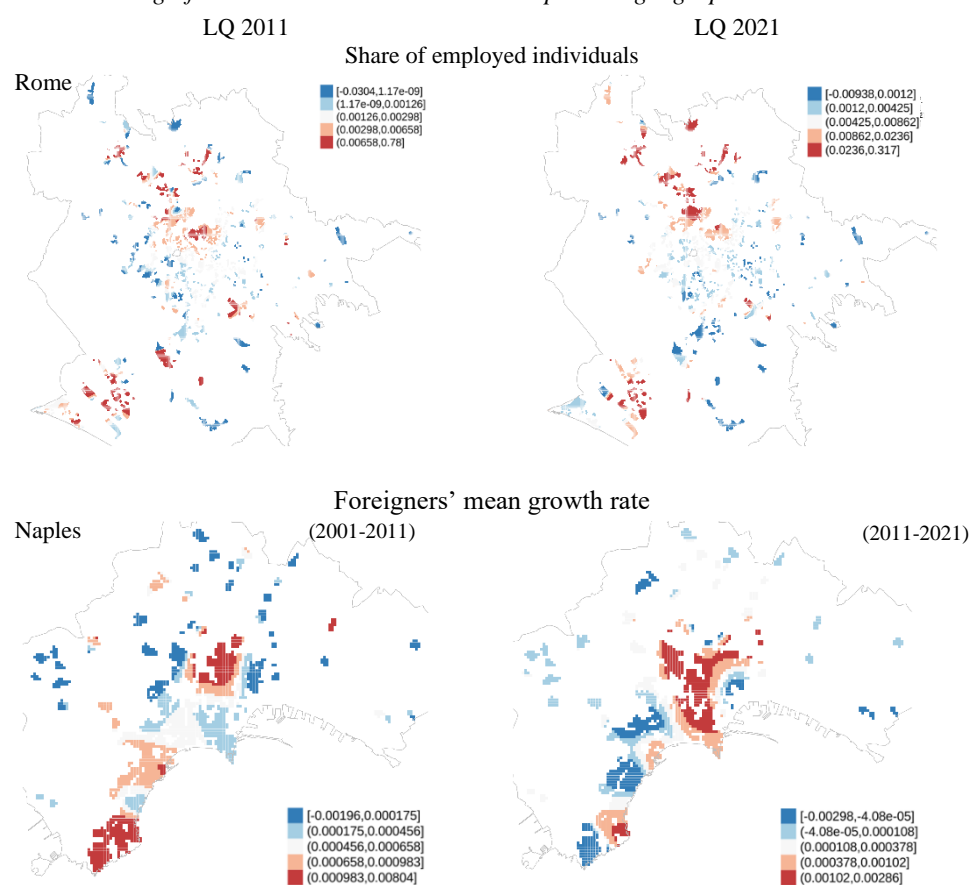 LQ 2011 LQ 2021
Share of employed individuals
Rome
[-0.0304,1.17e-09]
(1.17e-09,0.00126]
(0.00126,0.00298]
(0.00298,0.00658]
(0.00658,0.78]
[-0.00938,0.0012]
(0.0012,0.00425]
(0.00425,0.00862]
(0.00862,0.0236]
(0.0236,0.317]
Foreigners’ mean growth rate
Naples (2001-2011) (2011-2021)
[-0.00196,0.000175]
(0.000175,0.000456]
(0.000456,0.000658]
(0.000658,0.000983]
(0.000983,0.00804]
[-0.00298,-4.08e-05]
(-4.08e-05,0.000108]
(0.000108,0.000378]
(0.000378,0.00102]
(0.00102,0.00286]